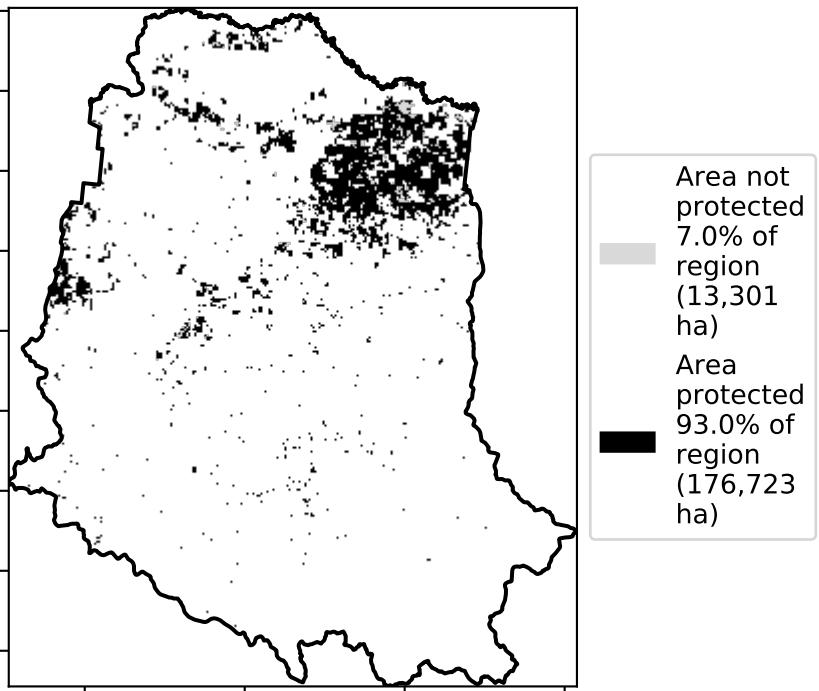 Area not
protected
7.0% of
region
(13,301
ha)
Area
protected
93.0% of
region
(176,723
ha)